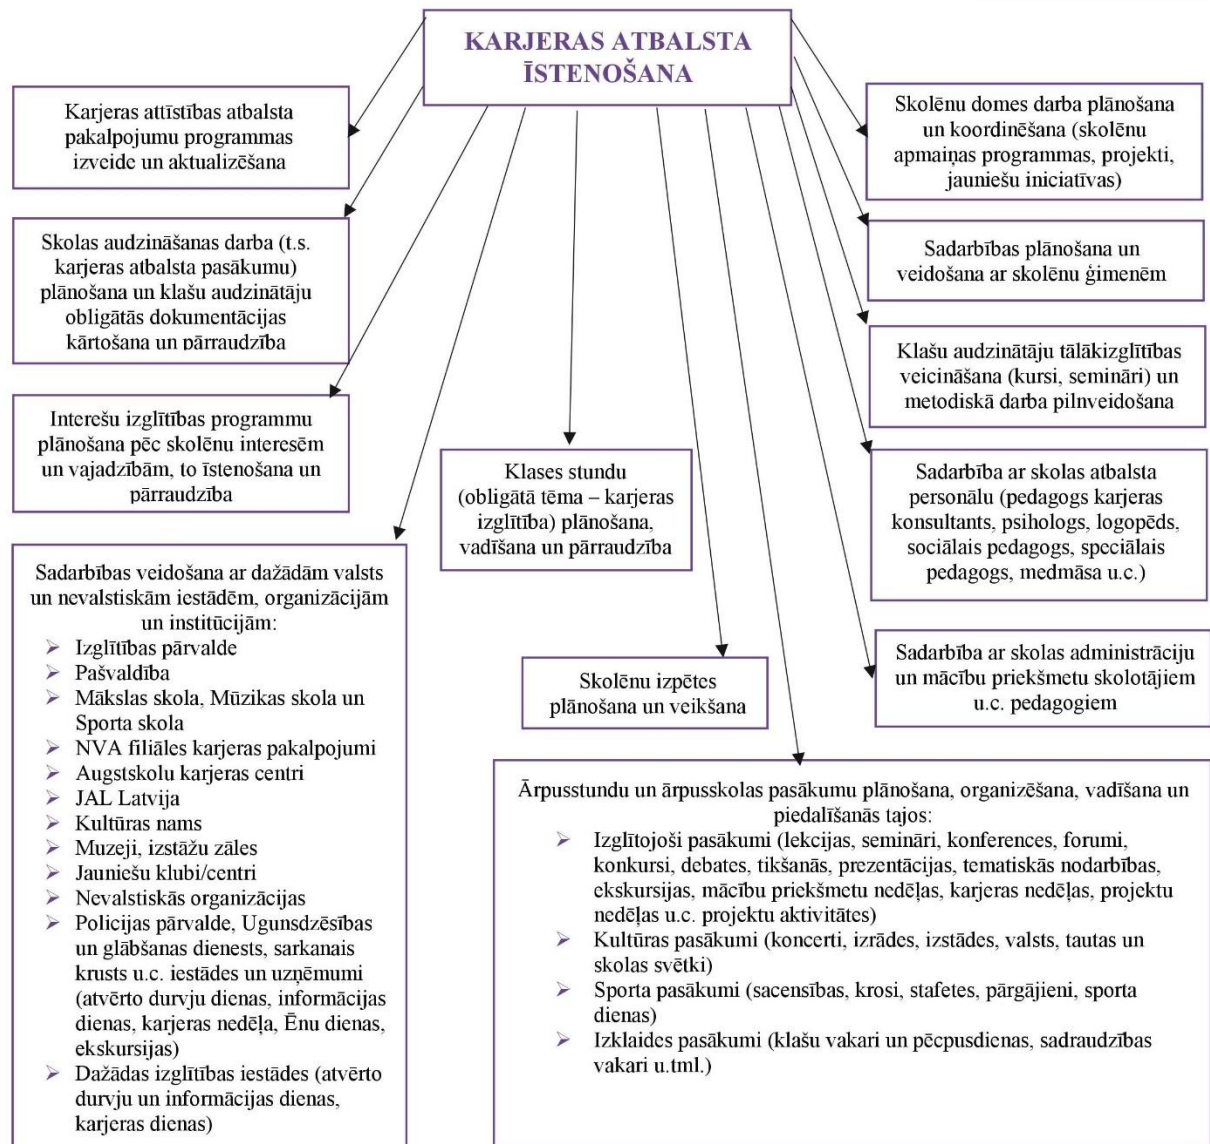 KARJERAS ATBALSTA
ĪSTENOŠANA
Karjeras attīstības atbalsta
pakalpojumu programmas
izveide un aktualizēšana
Skolas audzināšanas darba (t.s.
karjeras atbalsta pasākumu)
plānošana un klašu audzinātāju
obligātās dokumentācijas
kārtošana un pārraudzība
Interešu izglītības programmu
plānošana pēc skolēnu interesēm
un vajadzībām, to īstenošana un
pārraudzība
Sadarbības veidošana ar dažādām valsts
un nevalstiskām iestādēm, organizācijām
un institūcijām:
➢ Izglītības pārvalde
➢ Pašvaldība
➢ Mākslas skola, Mūzikas skola un
Sporta skola
➢ NVA filiāles karjeras pakalpojumi
➢ Augstskolu karjeras centri
➢ JAL Latvija
➢ Kultūras nams
➢ Muzeji, izstāžu zāles
➢ Jauniešu klubi/centri
➢ Nevalstiskās organizācijas
➢ Policijas pārvalde, Ugunsdzēsības
un glābšanas dienests, sarkanais
krusts u.c. iestādes un uzņēmumi
(atvērto durvju dienas, informācijas
dienas, karjeras nedēļa, Ēnu dienas,
ekskursijas)
➢ Dažādas izglītības iestādes (atvērto
durvju un informācijas dienas,
karjeras dienas)
Klases stundu
(obligātā tēma – karjeras
izglītība) plānošana,
vadīšana un pārraudzība
Skolēnu izpētes
plānošana un veikšana
Skolēnu domes darba plānošana
un koordinēšana (skolēnu
apmaiņas programmas, projekti,
jauniešu iniciatīvas)
Sadarbības plānošana un
veidošana ar skolēnu ģimenēm
Klašu audzinātāju tālākizglītības
veicināšana (kursi, semināri) un
metodiskā darba pilnveidošana
Sadarbība ar skolas atbalsta
personālu (pedagogs karjeras
konsultants, psihologs, logopēds,
sociālais pedagogs, speciālais
pedagogs, medmāsa u.c.)
Sadarbība ar skolas administrāciju
un mācību priekšmetu skolotājiem
u.c. pedagogiem
Ārpusstundu un ārpusskolas pasākumu plānošana, organizēšana, vadīšana un
piedalīšanās tajos:
➢ Izglītojoši pasākumi (lekcijas, semināri, konferences, forumi,
konkursi, debates, tikšanās, prezentācijas, tematiskās nodarbības,
ekskursijas, mācību priekšmetu nedēļas, karjeras nedēļas, projektu
nedēļas u.c. projektu aktivitātes)
➢ Kultūras pasākumi (koncerti, izrādes, izstādes, valsts, tautas un
skolas svētki)
➢ Sporta pasākumi (sacensības, krosi, stafetes, pārgājieni, sporta
dienas)
➢ Izklaides pasākumi (klašu vakari un pēcpusdienas, sadraudzības
vakari u.tml.)